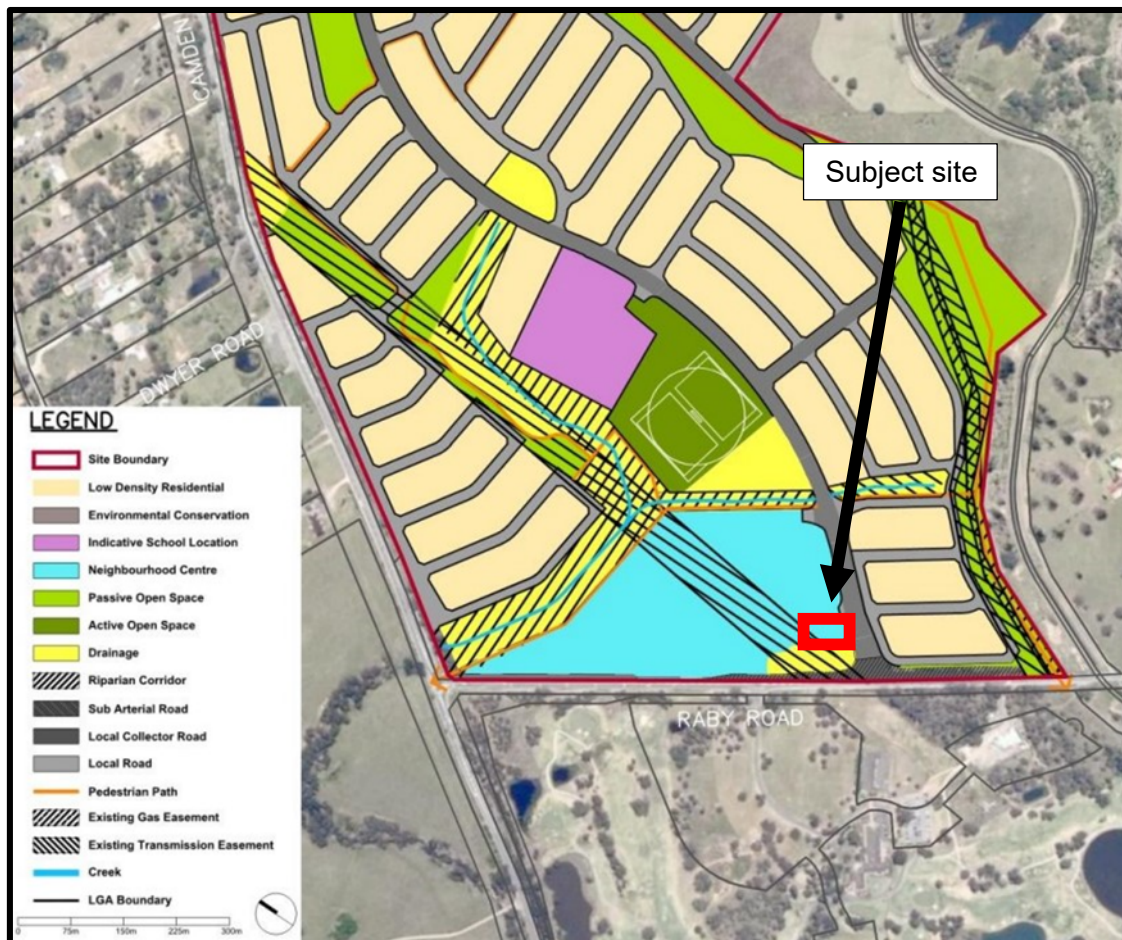 CAMDEN
Subject site
DWYER ROAD
LEGEND
Site Boundary
Low Density Residential
Environmental Conservation
Indicative School Location
Neighbourhood Centre
Passive Open Space
Active Open Space
Drainage
Riparian Corridor
Sub Arterial Road
Local Collector Road
Local Road
Pedestrian Path
Existing Gas Easement
Existing Transmission Easement
Creek
LGA Boundary
0 75m 150m 225m 300m
RABY ROAD